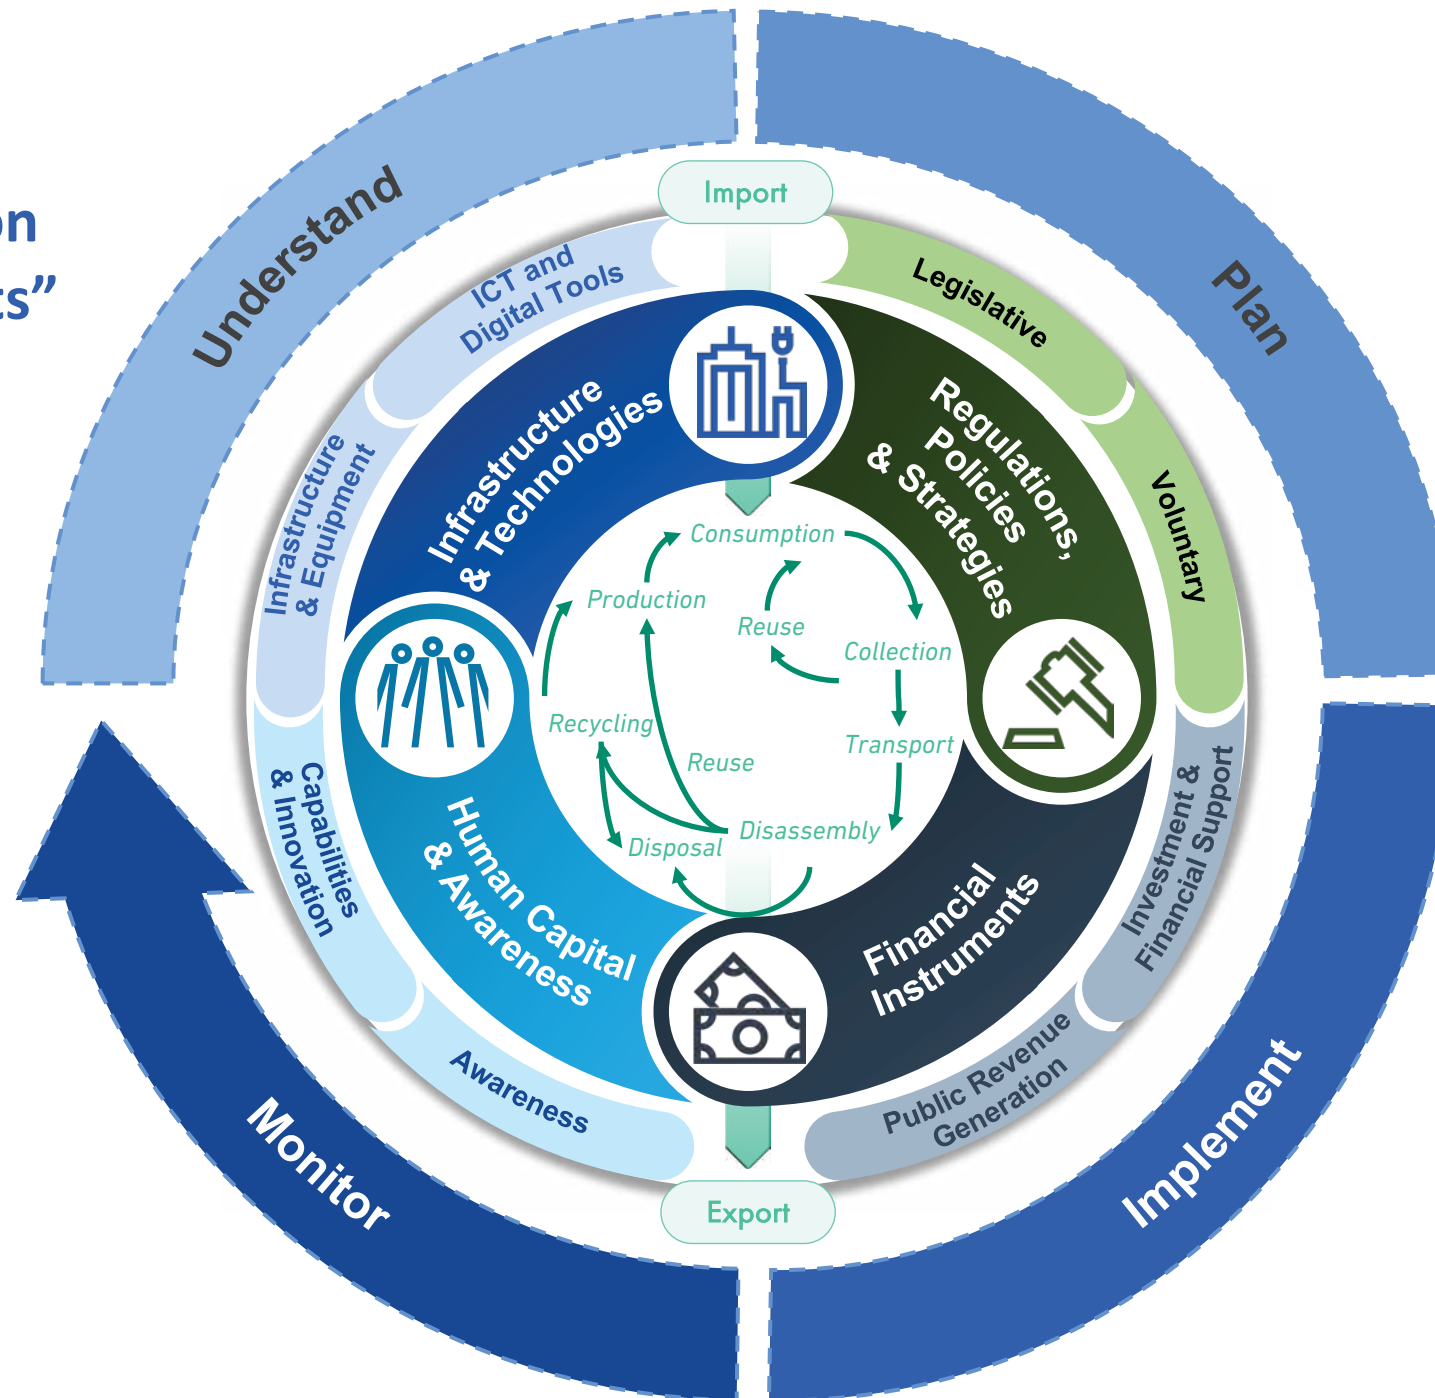 on
ts”
Understand
Plan
Import
ICT and
Digital Tools
Legislative
Infrastructure
& Technologies
Regulations,
Policies
& Strategies
Infrastructure
& Equipment
Voluntary
Consumption
Production
Reuse
Collection
Recycling
Transport
Reuse
Disassembly
Disposal
Capabilities
& Innovation
Human Capital
& Awareness
Financial
Instruments
Investment &
Financial Support
Awareness
Public Revenue
Generation
Monitor
Implement
Export